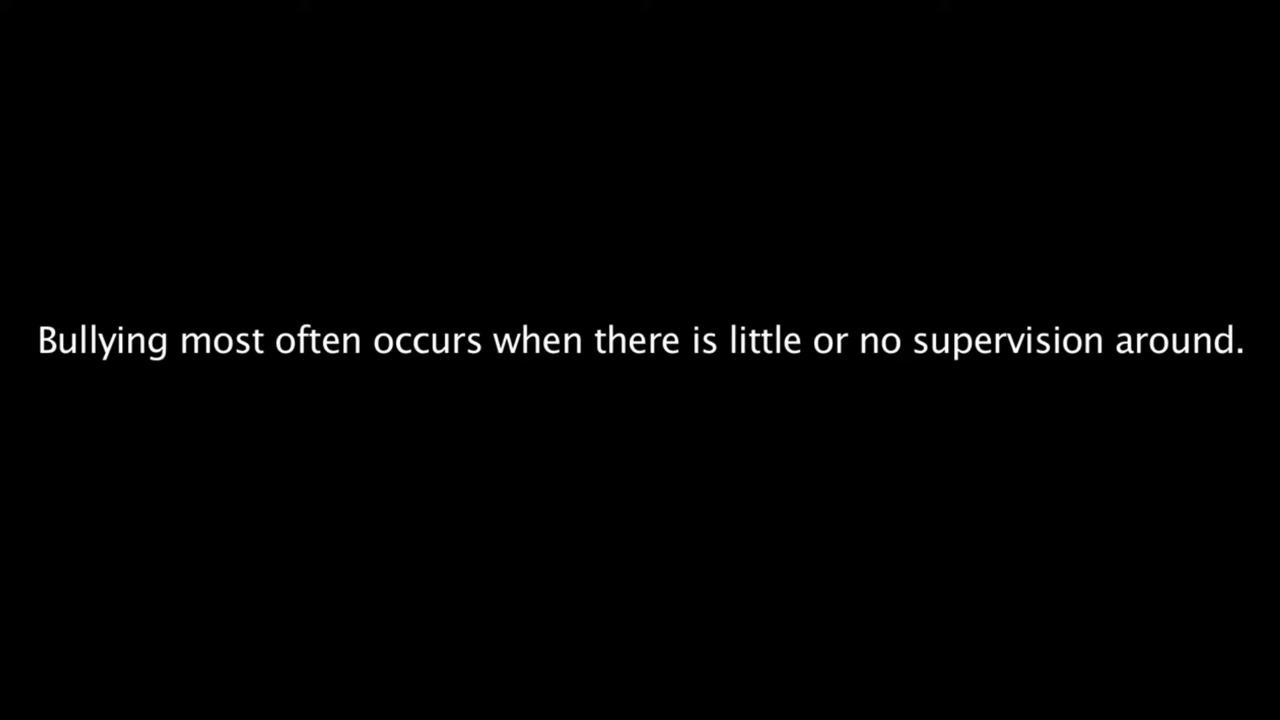 Bullying most often occurs when there is little or no supervision around.